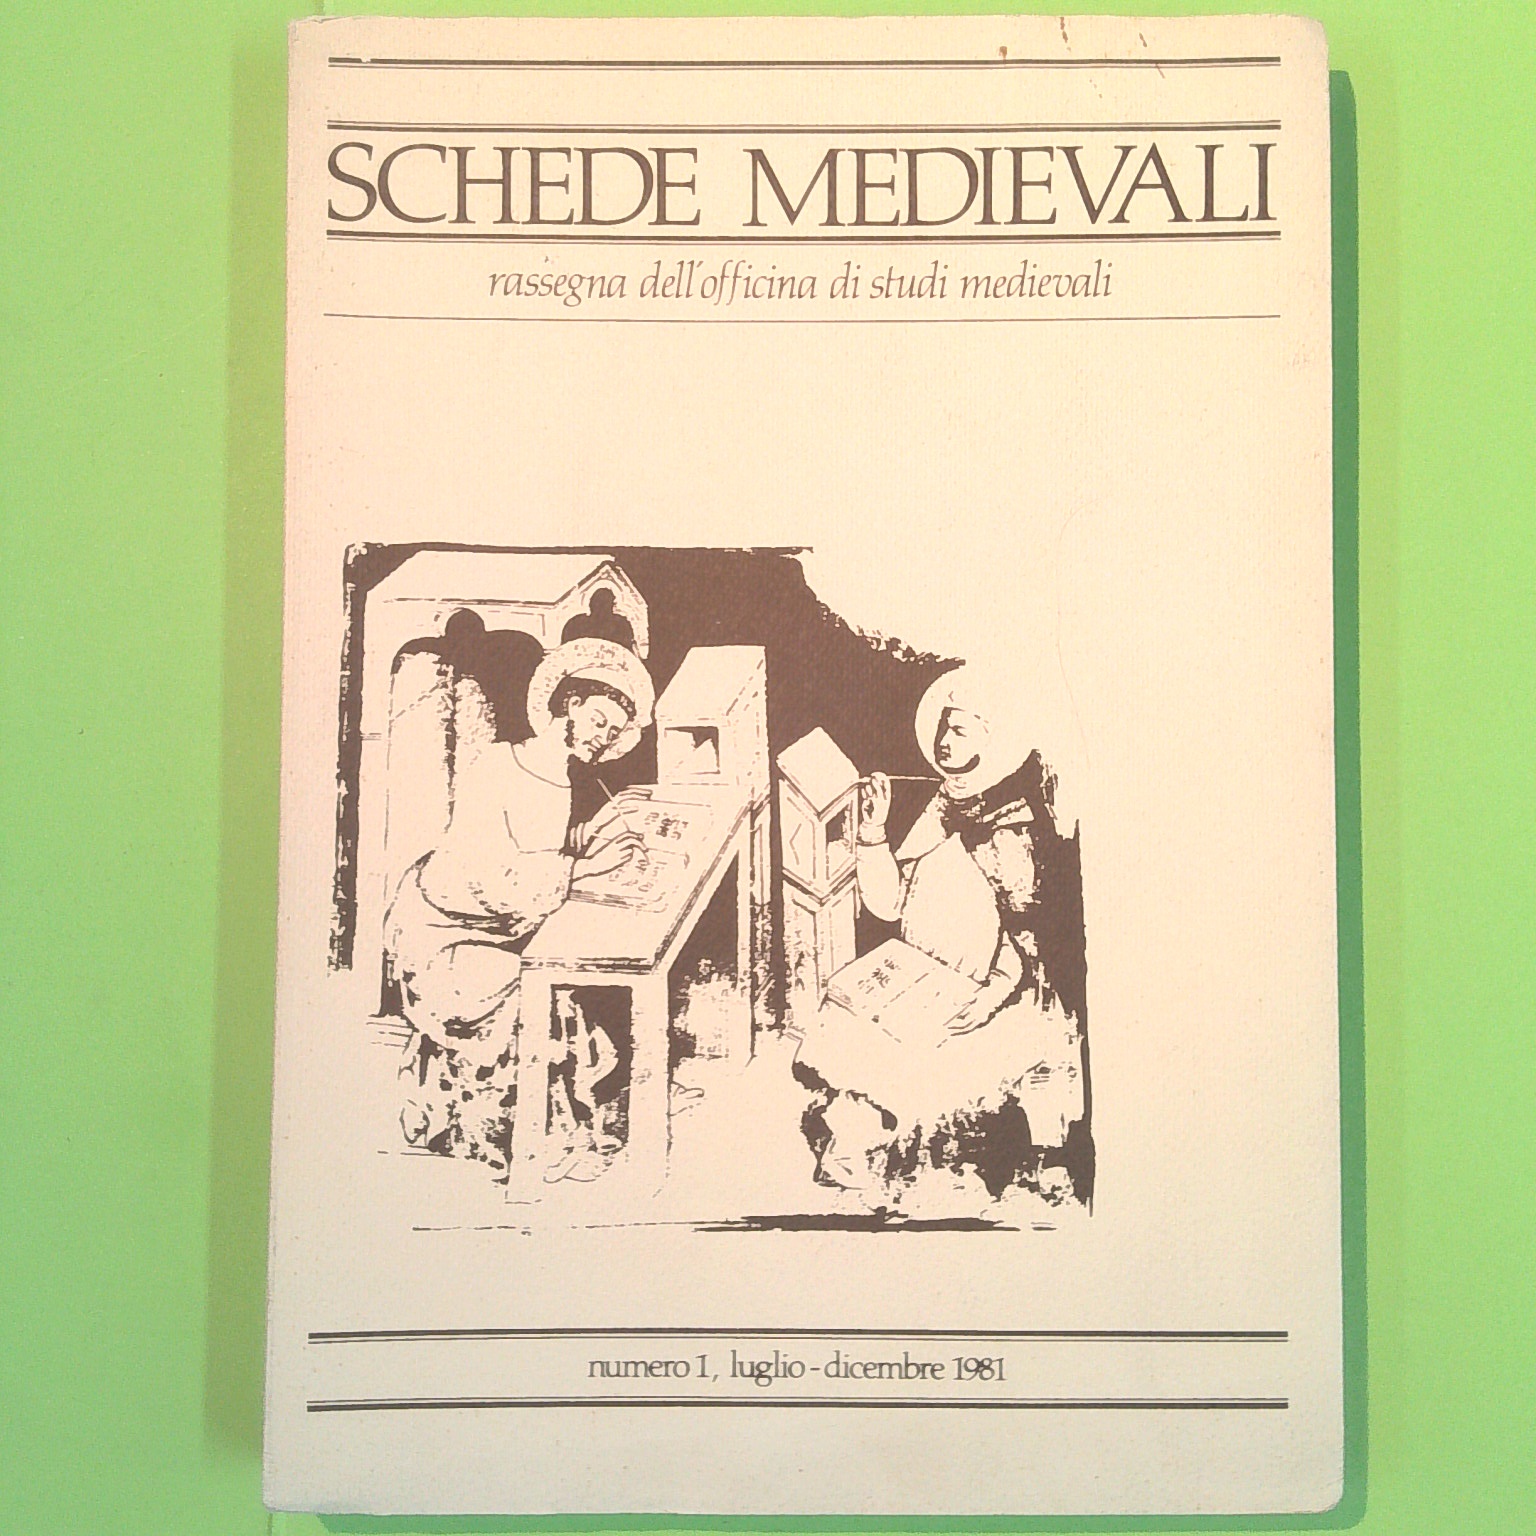 SCHEDE MEDIEVALI
rassegna dell'officina di studi medievali
numero 1, luglio-dicembre 1981